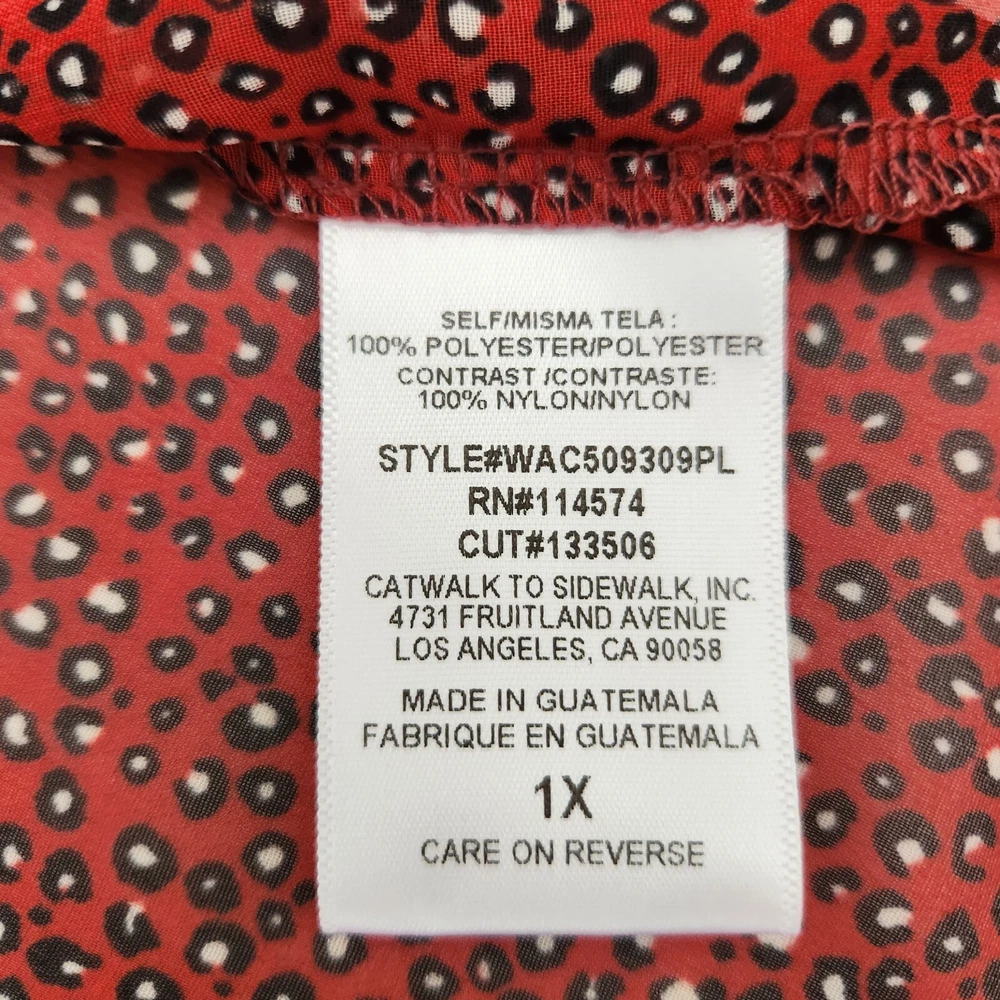 SELF/MISMA TELA :
100% POLYESTER/POLYESTER
CONTRAST /CONTRASTE:
100% NYLON/NYLON
STYLE#WAC509309PL
RN#114574
CUT#133506
CATWALK TO SIDEWALK, INC.
4731 FRUITLAND AVENUE
LOS ANGELES, CA 90058
MADE IN GUATEMALA
FABRIQUE EN GUATEMALA
1X
CARE ON REVERSE